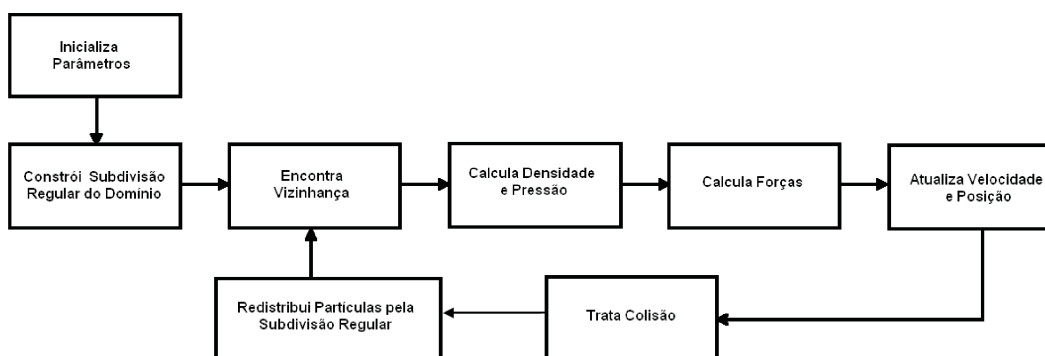 Inicializa
Parâmetros
Constrói Subdivisão
Regular do Domínio
Encontra
Vizinhança
Calcula Densidade
e Pressão
Calcula Forças
Atualiza Velocidade
e Posição
Trata Colisão
Redistribui Partículas pela
Subdivisão Regular